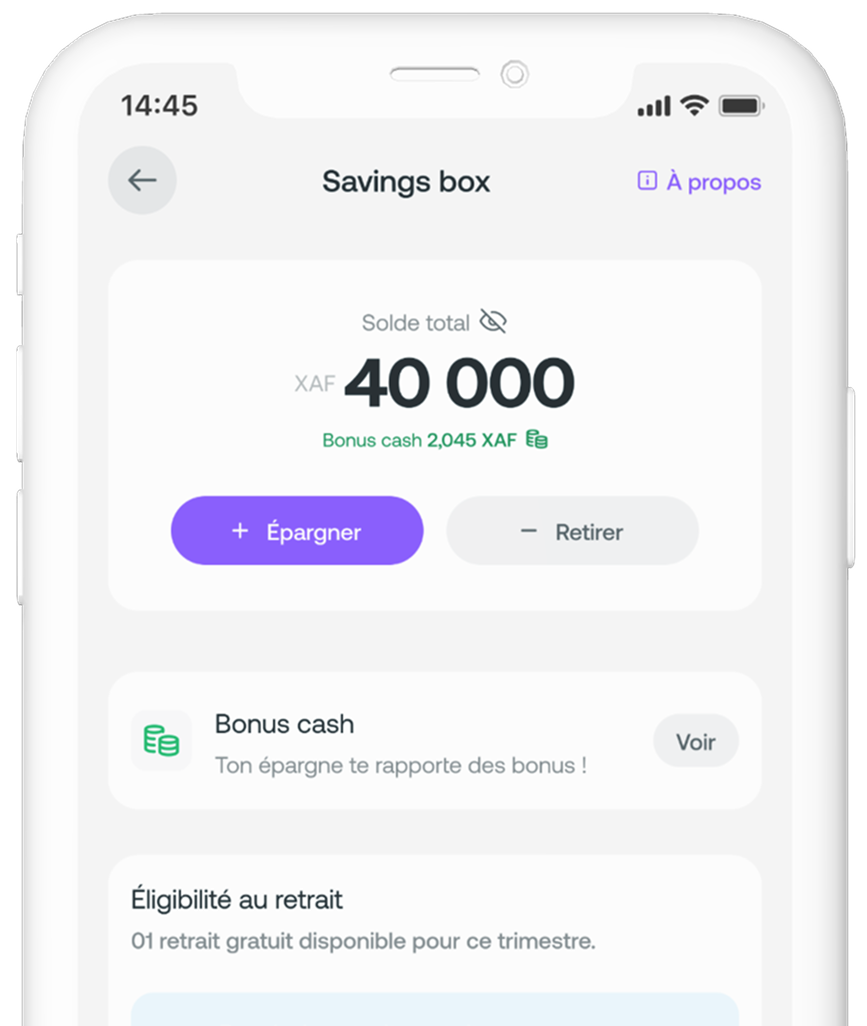 14:45
Savings box
À propos
Solde total
XAF 40 000
Bonus cash 2,045 XAF
+ Épargner
− Retirer
Bonus cash
Ton épargne te rapporte des bonus !
Voir
Éligibilité au retrait
01 retrait gratuit disponible pour ce trimestre.